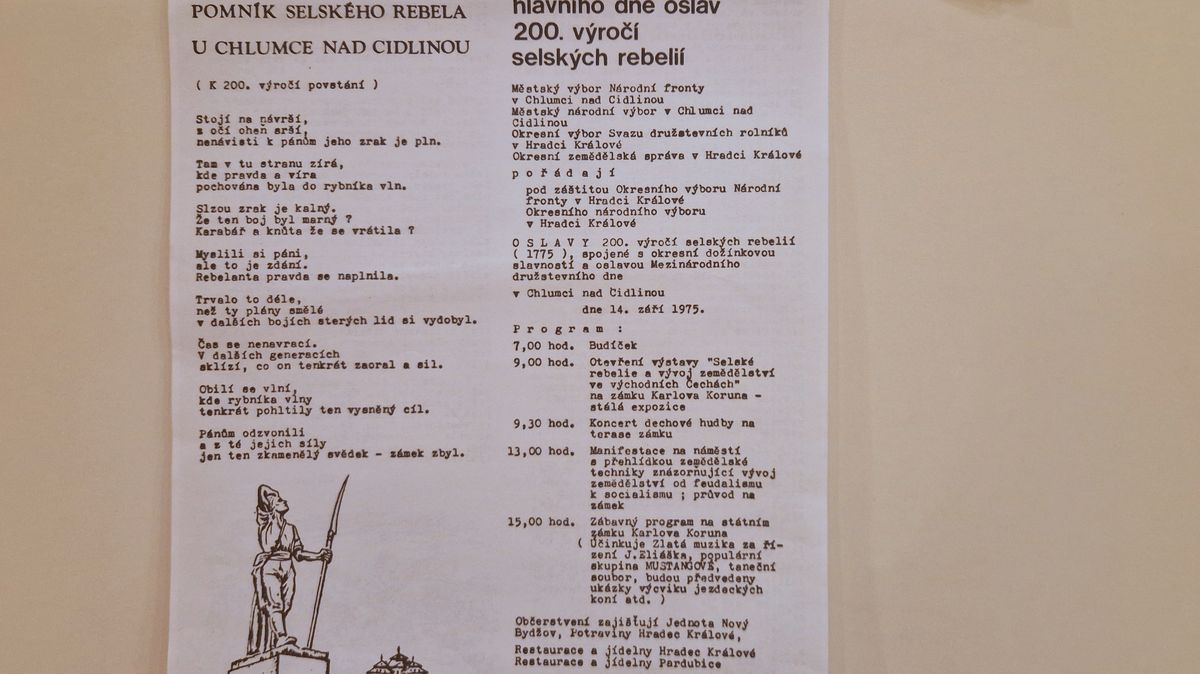 POMNÍK SELSKÉHO REBELA
U CHLUMCE NAD CIDLINOU
( K 200. výročí povstání )
Stojí na návrší,
z očí oheň srší,
nenávisti k pánům jeho zrak je pln.
Tam v tu stranu zírá,
kde pravda a víra
pochována byla do rybníka vln.
Slzou zrak je kalný.
Že ten boj byl marný ?
Karabáč a knůta že se vrátila ?
Myslili si páni,
ale to je zdání.
Rebelanta pravda se naplnila.
Trvalo to déle,
než ty plány smělé
v dalších bojích sterých lid si vydobyl.
Čas se nenavrací.
V dalších generacích
sklízí, co on tenkrát zaoral a sil.
Obilí se vlní,
kde rybníka vlny
tenkrát pohltily ten vysněný cíl.
Pánům odzvonili
a z té jejich síly
jen ten zkamenělý svědek - zámek zbyl.
hlavního dne oslav
200. výročí
selských rebelií
Městský výbor Národní fronty
v Chlumci nad Cidlinou
Městský národní výbor v Chlumci nad
Cidlinou
Okresní výbor Svazu družstevních rolníků
v Hradci Králové
Okresní zemědělská správa v Hradci Králové
p o ř á d a j í
pod záštitou Okresního výboru Národní
fronty v Hradci Králové
Okresního národního výboru
v Hradci Králové
O S L A V Y 200. výročí selských rebelií
( 1775 ), spojené s okresní dožínkovou
slavností a oslavou Mezinárodního
družstevního dne
v Chlumci nad Cidlinou
dne 14. září 1975.
P r o g r a m :
7,00 hod. Budíček
9,00 hod. Otevření výstavy "Selské
rebelie a vývoj zemědělství
ve východních Čechách"
na zámku Karlova Koruna -
stálá expozice
9,30 hod. Koncert dechové hudby na
terase zámku
13,00 hod. Manifestace na náměstí
s přehlídkou zemědělské
techniky znázorňující vývoj
zemědělství od feudalismu
k socialismu ; průvod na
zámek
15,00 hod. Zábavný program na státním
zámku Karlova Koruna
( Účinkuje Zlatá muzika za ří-
zení J.Eliáška, populární
skupina MUSTANGOVÉ, taneční
soubor, budou předvedeny
ukázky výcviku jezdeckých
koní atd. )
Občerstvení zajišťují Jednota Nový
Bydžov, Potraviny Hradec Králové,
Restaurace a jídelny Hradec Králové
Restaurace a jídelny Pardubice